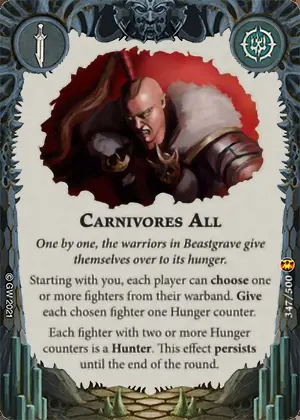 CARNIVORES ALL
One by one, the warriors in Beastgrave give
themselves over to its hunger.
Starting with you, each player can choose one
or more fighters from their warband. Give
each chosen fighter one Hunger counter.
Each fighter with two or more Hunger
counters is a Hunter. This effect persists
until the end of the round.
© GW 2021
347/500